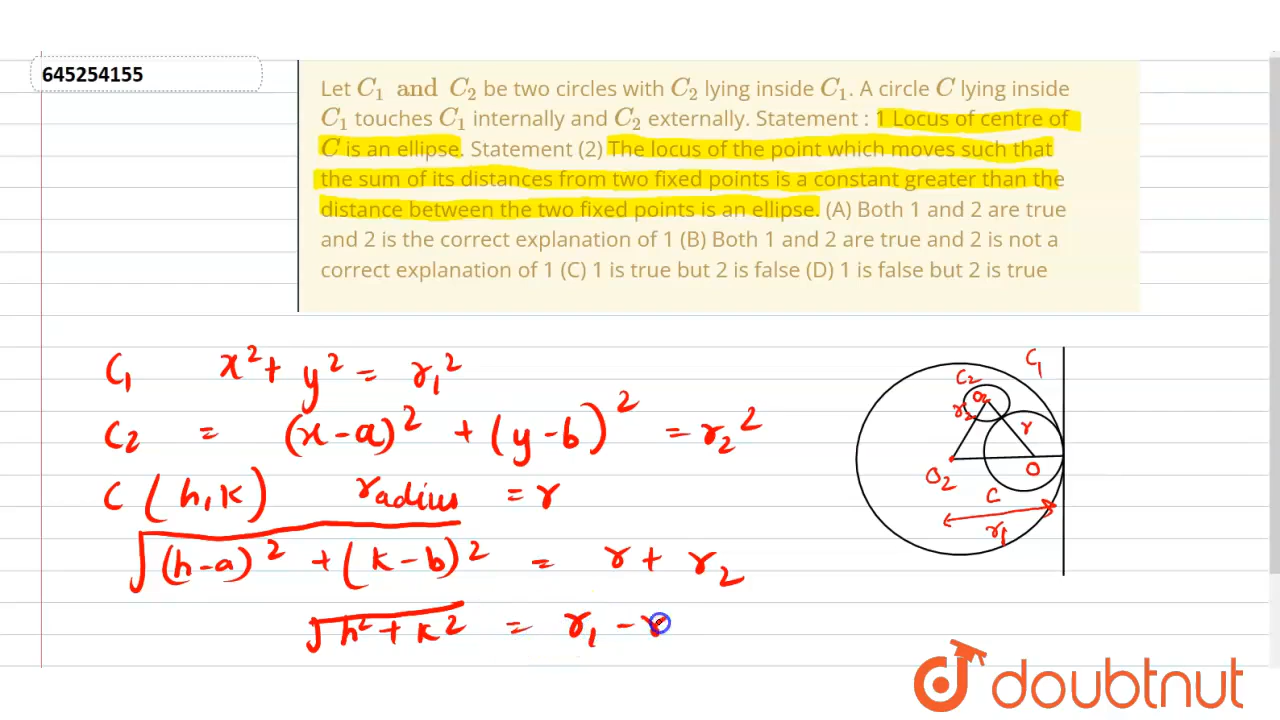 645254155
Let C₁ and C₂ be two circles with C₂ lying inside C₁. A circle C lying inside
C₁ touches C₁ internally and C₂ externally. Statement : 1 Locus of centre of
C is an ellipse. Statement (2) The locus of the point which moves such that
the sum of its distances from two fixed points is a constant greater than the
distance between the two fixed points is an ellipse. (A) Both 1 and 2 are true
and 2 is the correct explanation of 1 (B) Both 1 and 2 are true and 2 is not a
correct explanation of 1 (C) 1 is true but 2 is false (D) 1 is false but 2 is true
C₁ x² + y² = r₁²
C₂ = (x-a)² + (y-b)² = r₂²
C (h, k) radius = r
√(h-a)² + (k-b)² = r + r₂
√h² + k² = r₁ - r
C₁
C₂
r₂
r
O₂
O
C
r₁
doubtnut